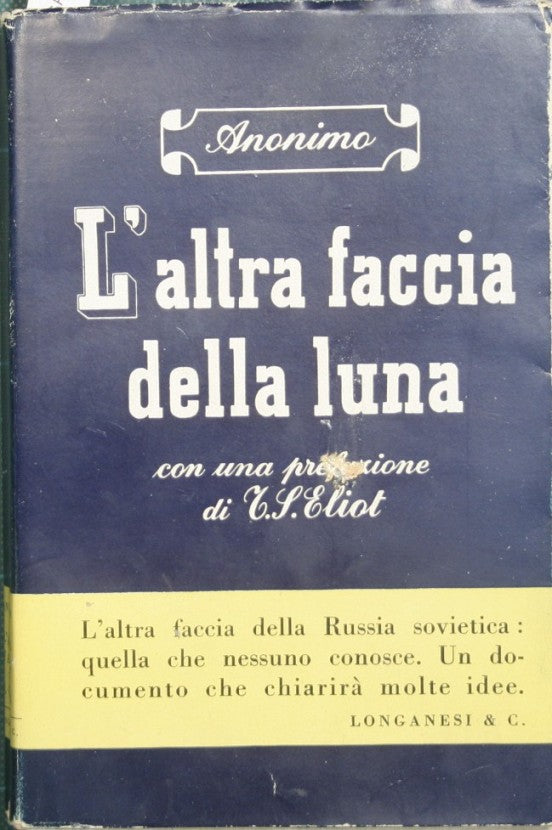 Anonimo
L'altra faccia
della luna
con una prefazione
di T.S. Eliot
L'altra faccia della Russia sovietica:
quella che nessuno conosce. Un do-
cumento che chiarirà molte idee.
LONGANESI & C.